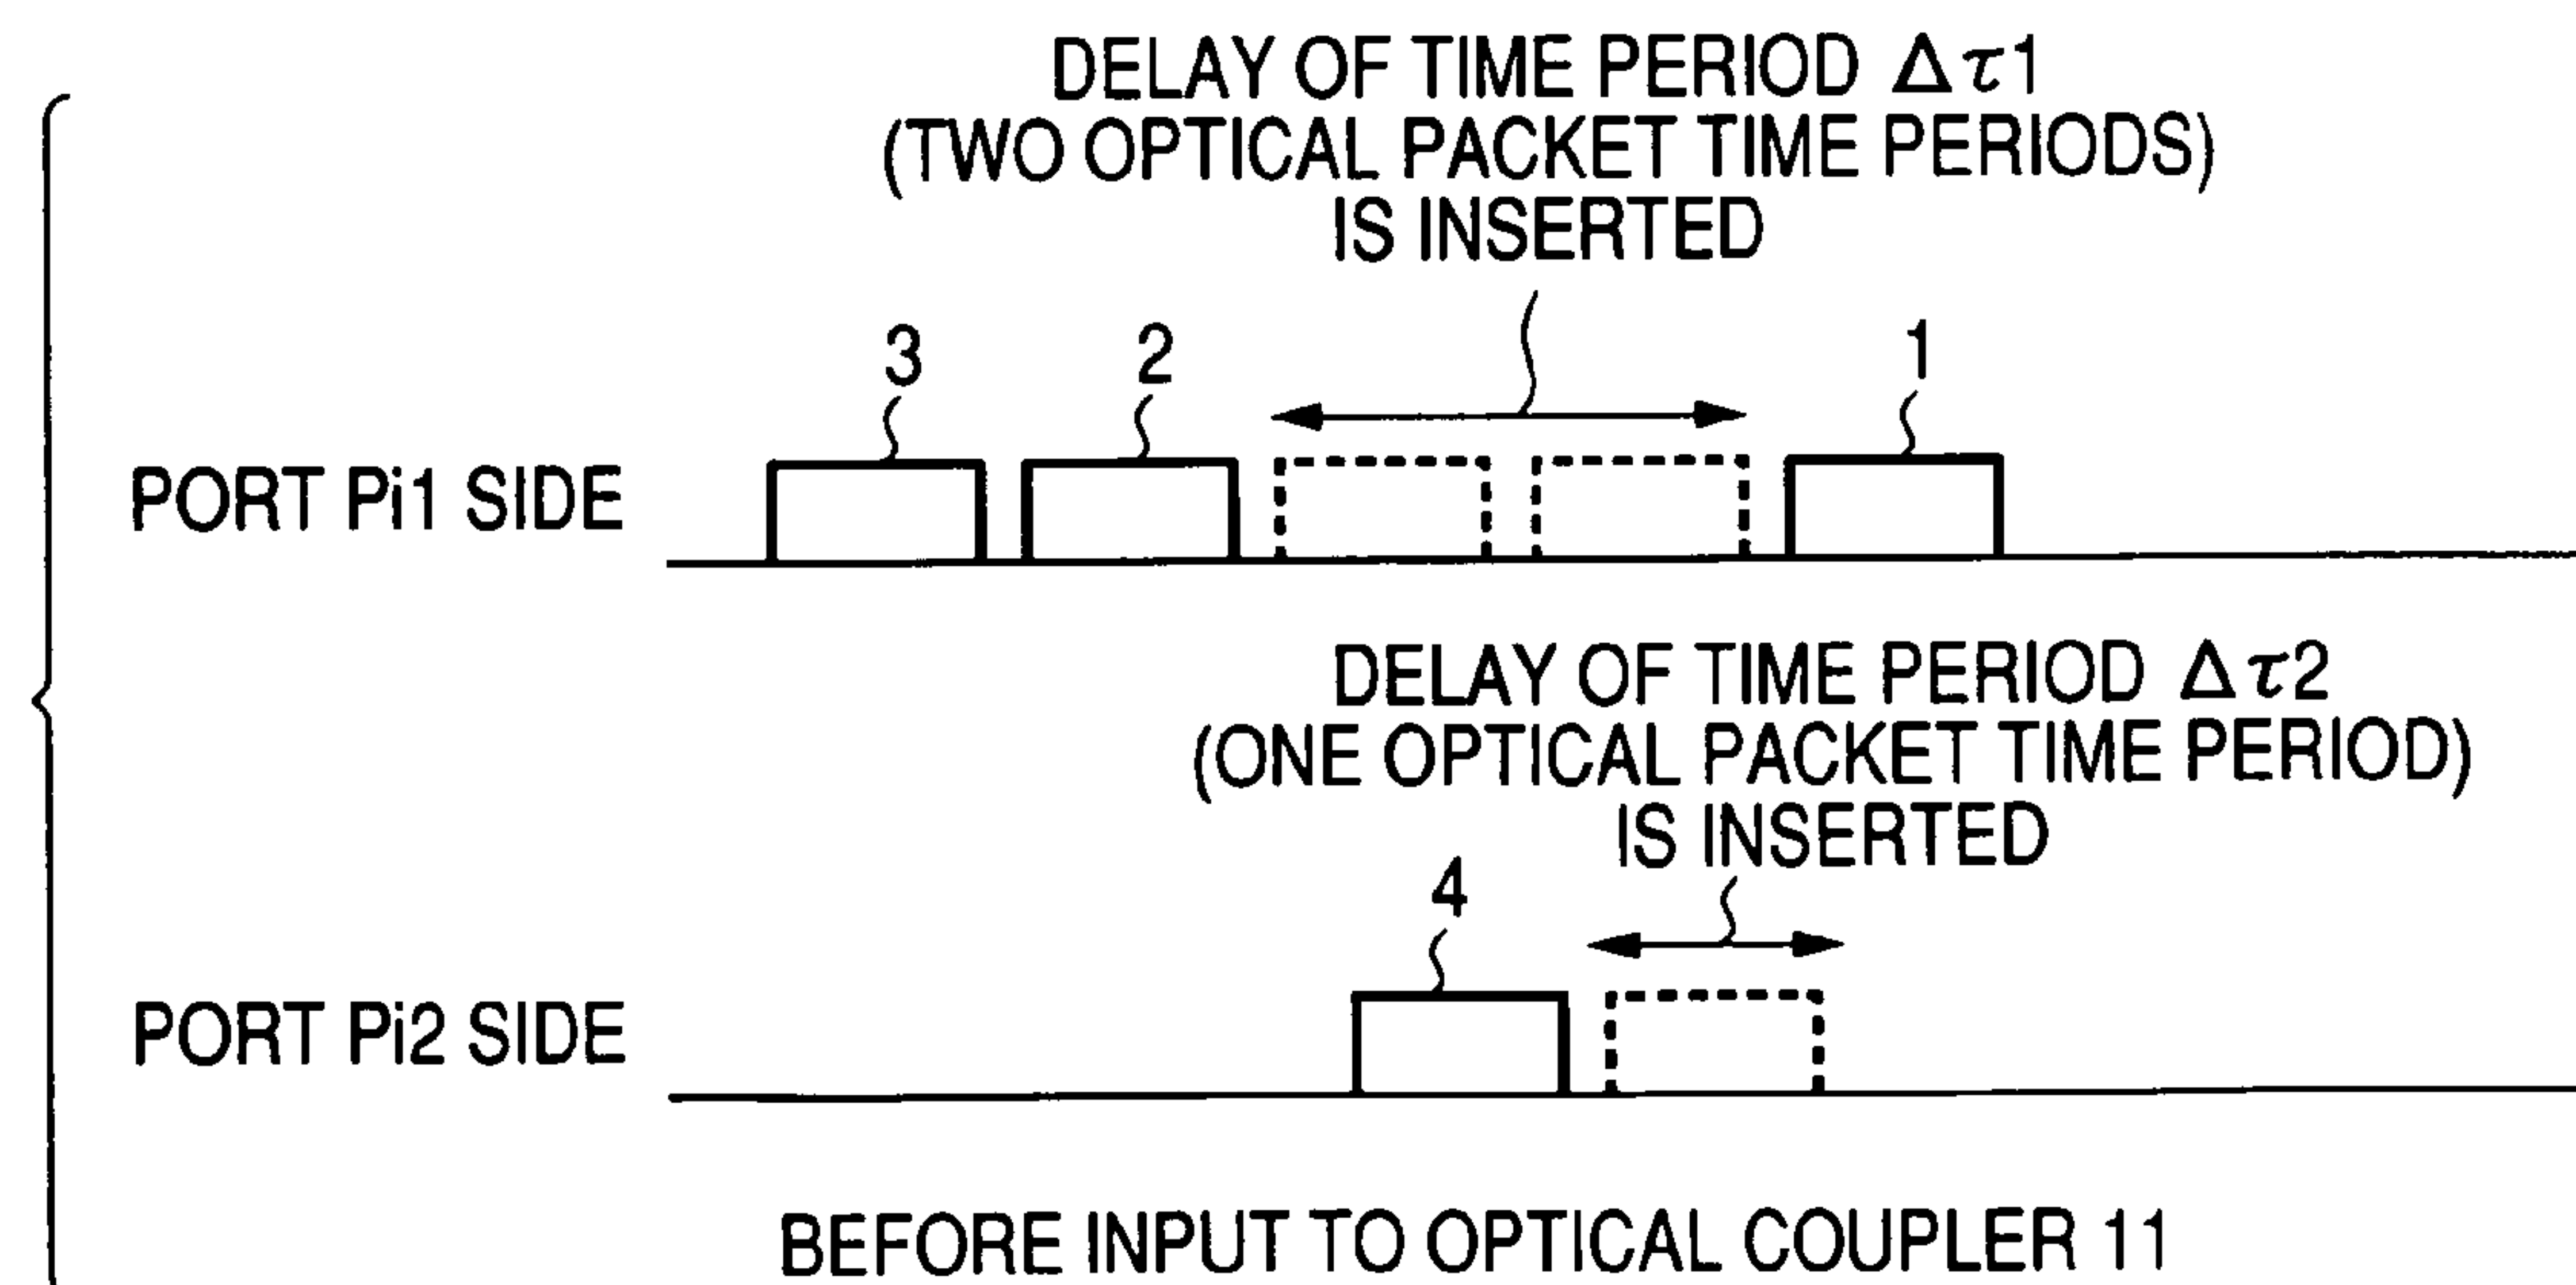 DELAY OF TIME PERIOD Δτ1
(TWO OPTICAL PACKET TIME PERIODS)
IS INSERTED
3 2 1
PORT Pi1 SIDE
DELAY OF TIME PERIOD Δτ2
(ONE OPTICAL PACKET TIME PERIOD)
IS INSERTED
4
PORT Pi2 SIDE
BEFORE INPUT TO OPTICAL COUPLER 11